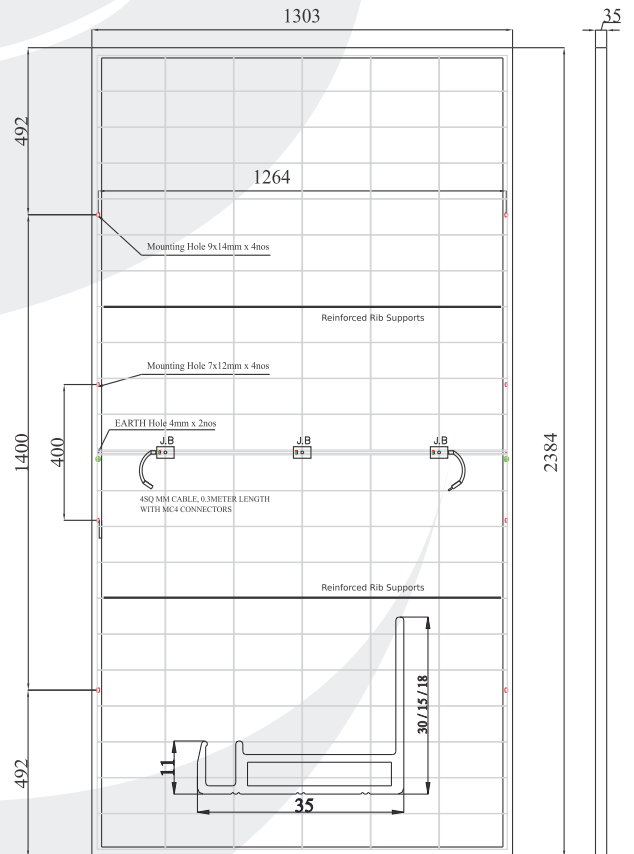 1303
35
492
1264
Mounting Hole 9x14mm x 4nos
Reinforced Rib Supports
Mounting Hole 7x12mm x 4nos
EARTH Hole 4mm x 2nos
J.B
J.B
J.B
1400
400
2384
4SQ MM CABLE, 0.3METER LENGTH
WITH MC4 CONNECTORS
Reinforced Rib Supports
30 / 15 / 18
11
35
492